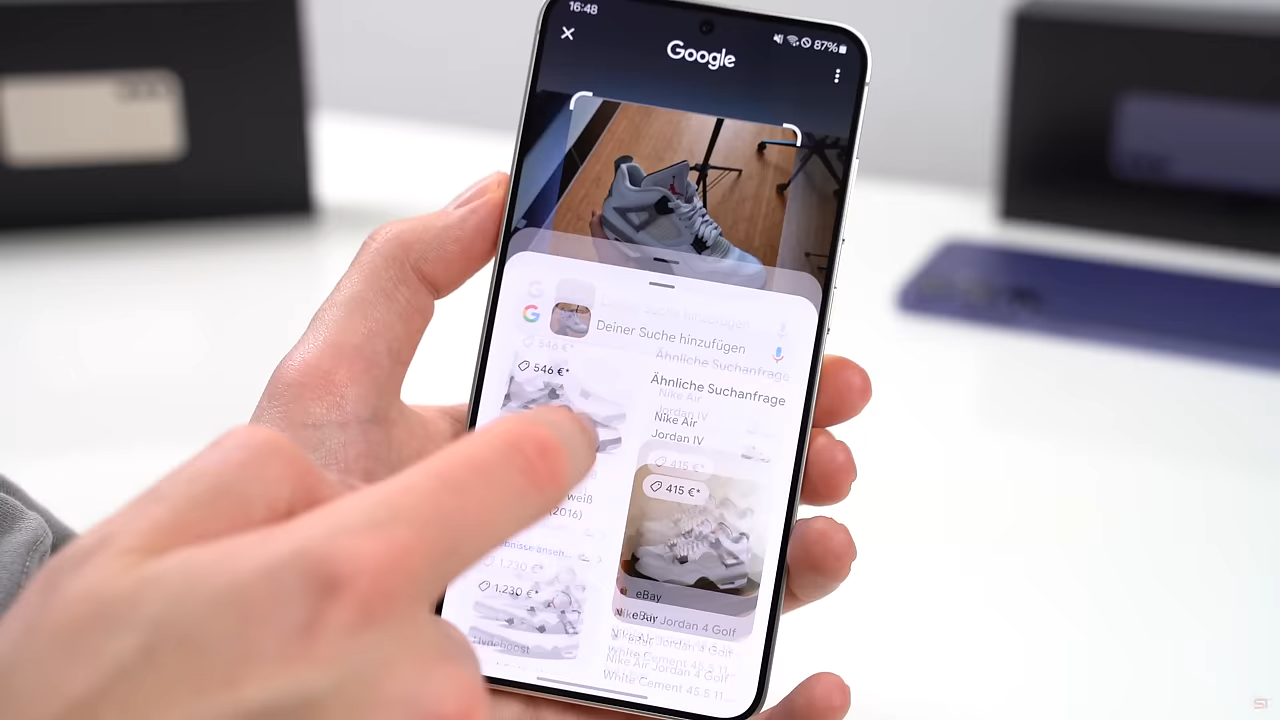 16:48
87%
Google
Deiner Suche hinzufügen
546 €*
Ähnliche Suchanfrage
Nike Air
Jordan IV
415 €*
weiß
(2016)
1.230 €*
eBay
Nike Air Jordan 4 Golf
White Cement 45.5 11...